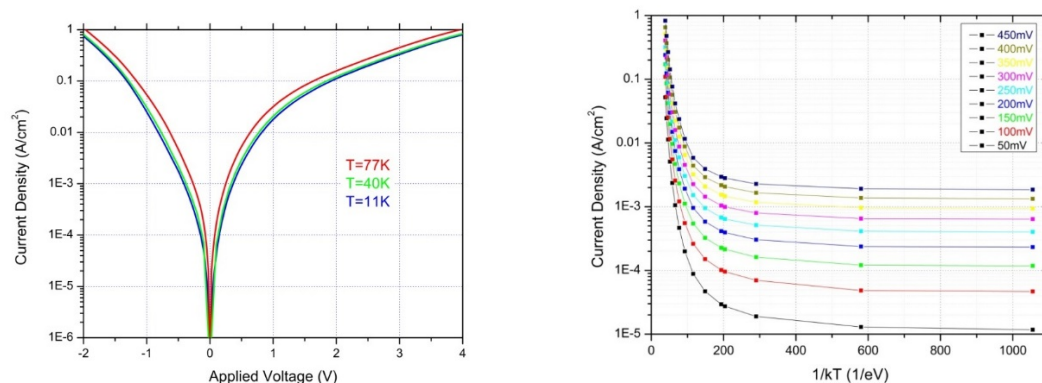 1
0.1
0.01
1E-3
1E-4
1E-5
1E-6
Current Density (A/cm²)
T=77K
T=40K
T=11K
-2 -1 0 1 2 3 4
Applied Voltage (V)
1
0.1
0.01
1E-3
1E-4
1E-5
Current Density (A/cm²)
450mV
400mV
350mV
300mV
250mV
200mV
150mV
100mV
50mV
0 200 400 600 800 1000
1/kT (1/eV)